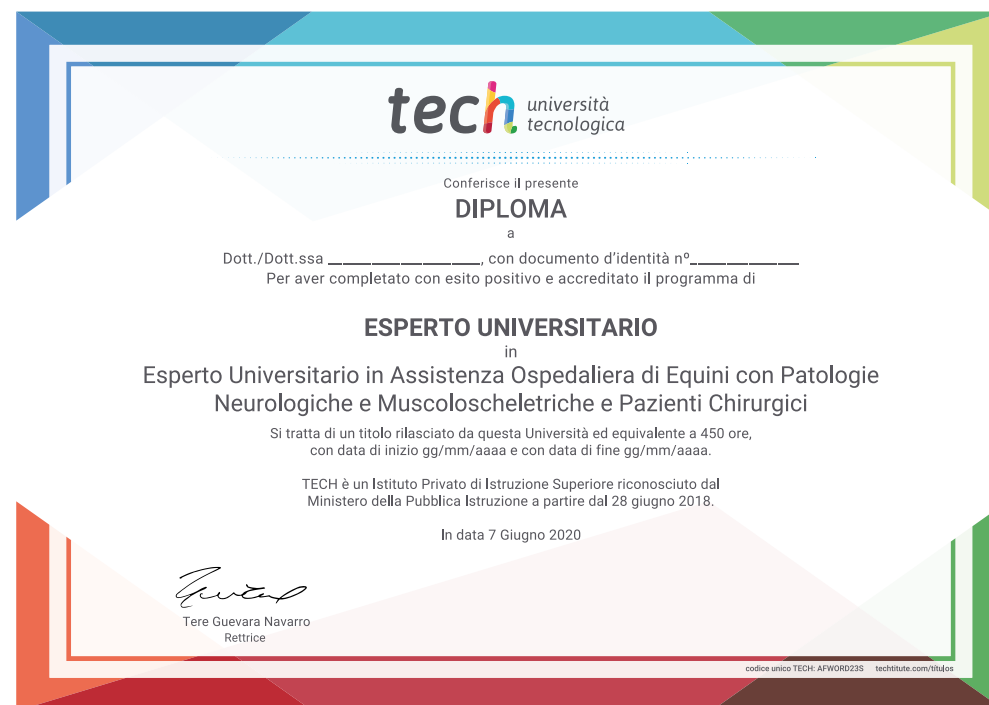 tech università
tecnologica
Conferisce il presente
DIPLOMA
a
Dott./Dott.ssa ____________________, con documento d'identità nº______________
Per aver completato con esito positivo e accreditato il programma di
ESPERTO UNIVERSITARIO
in
Esperto Universitario in Assistenza Ospedaliera di Equini con Patologie
Neurologiche e Muscoloscheletriche e Pazienti Chirurgici
Si tratta di un titolo rilasciato da questa Università ed equivalente a 450 ore,
con data di inizio gg/mm/aaaa e con data di fine gg/mm/aaaa.
TECH è un Istituto Privato di Istruzione Superiore riconosciuto dal
Ministero della Pubblica Istruzione a partire dal 28 giugno 2018.
In data 7 Giugno 2020
Tere Guevara Navarro
Rettrice
codice unico TECH: AFWORD23S techtitute.com/títulos